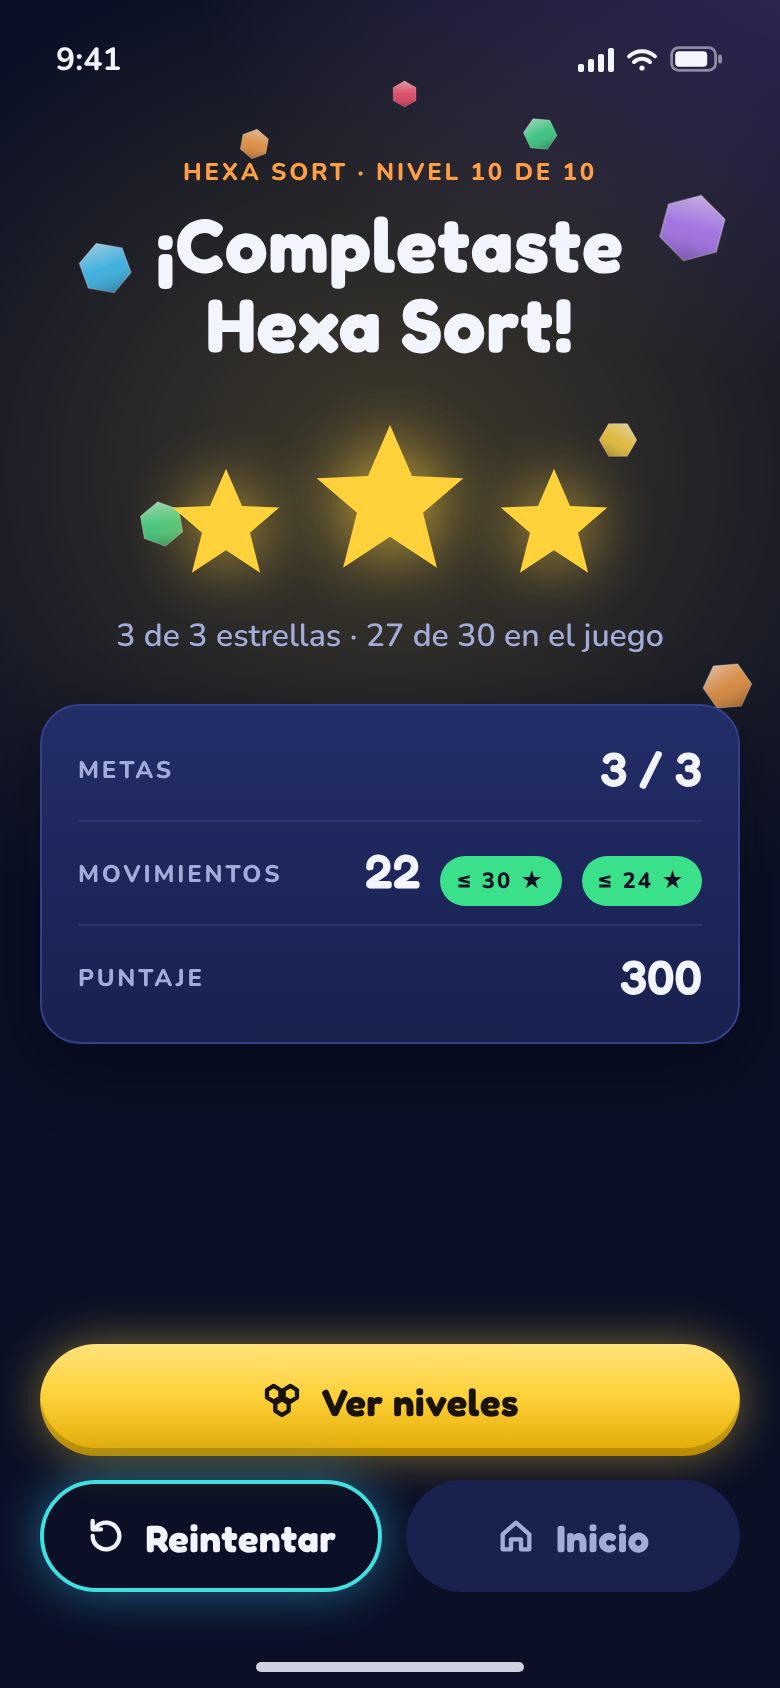 9:41
HEXA SORT · NIVEL 10 DE 10
¡Completaste
Hexa Sort!
3 de 3 estrellas · 27 de 30 en el juego
METAS 3 / 3
MOVIMIENTOS 22 ≤ 30 ★ ≤ 24 ★
PUNTAJE 300
Ver niveles
Reintentar Inicio